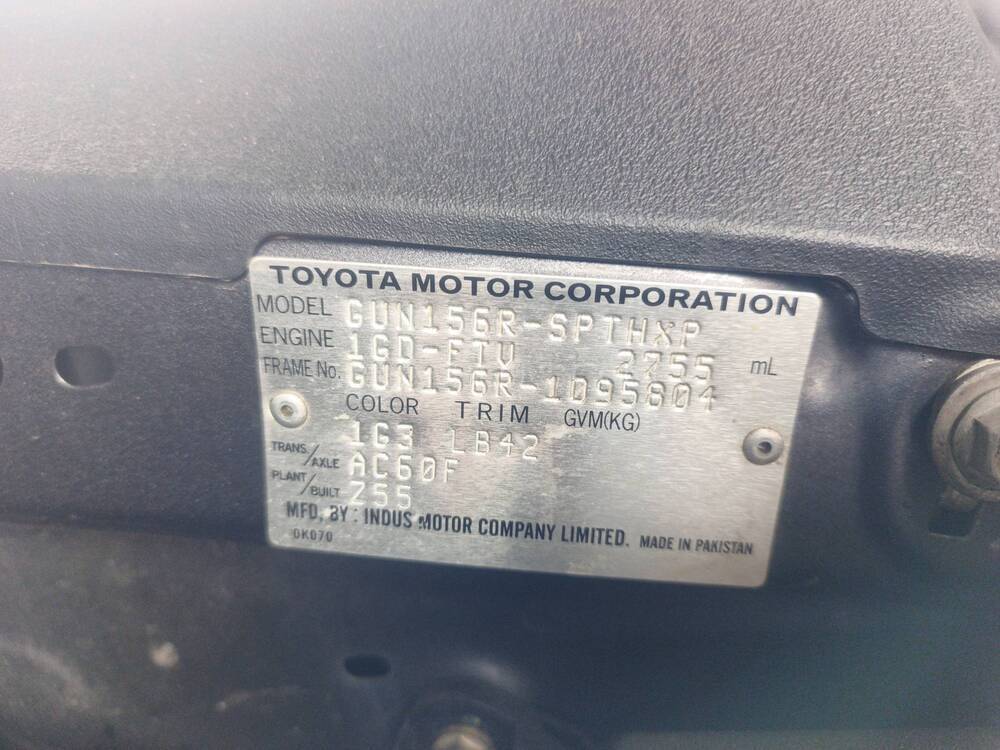 TOYOTA MOTOR CORPORATION
MODEL GUN156R-SPTHXP
ENGINE 1GD-FTV 2755 mL
FRAME No. GUN156R-1095804
COLOR TRIM GVM(KG)
1G3 LB42
TRANS./AXLE AC60F
PLANT/BUILT Z55
MFD, BY : INDUS MOTOR COMPANY LIMITED. MADE IN PAKISTAN
0K070